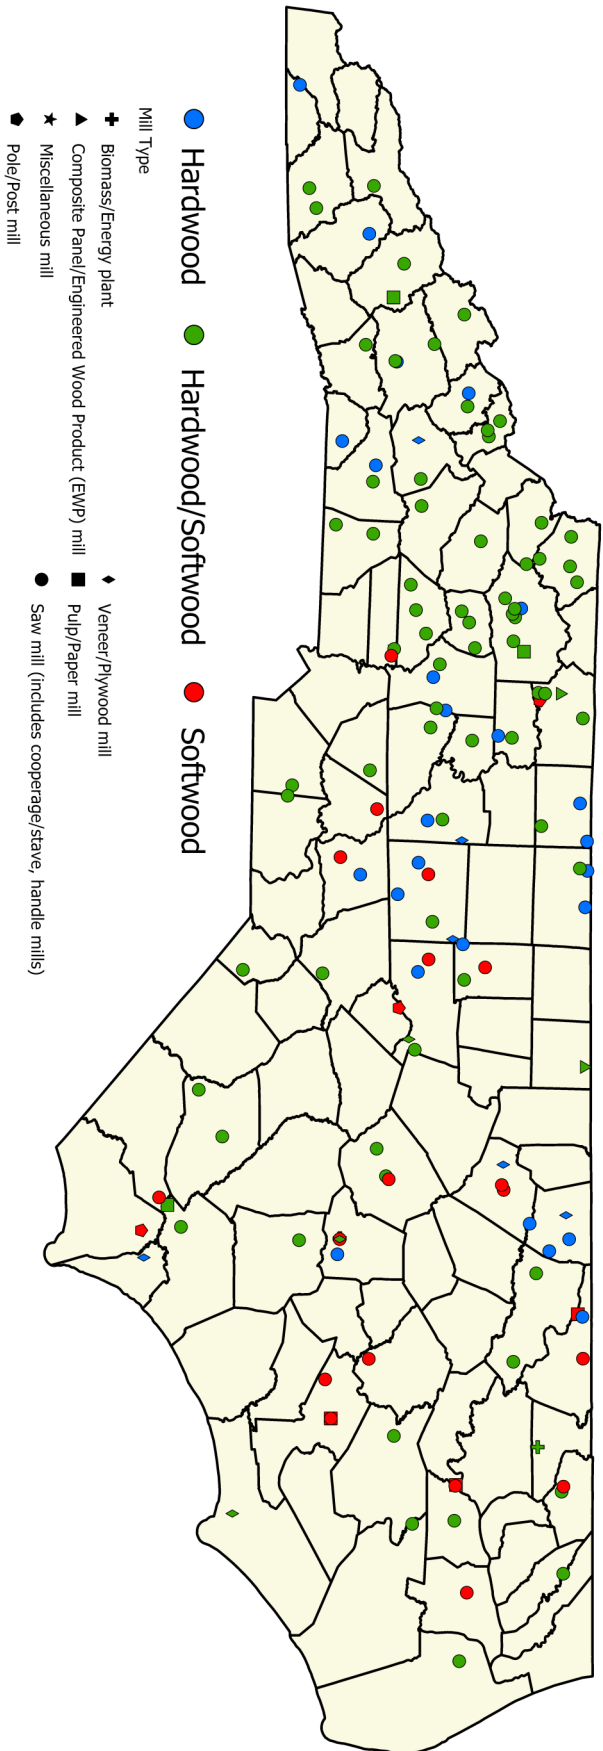 Hardwood
Hardwood/Softwood
Softwood
Mill Type
Biomass/Energy plant
Composite Panel/Engineered Wood Product (EWP) mill
Miscellaneous mill
Pole/Post mill
Veneer/Plywood mill
Pulp/Paper mill
Saw mill (includes cooperage/stave, handle mills)